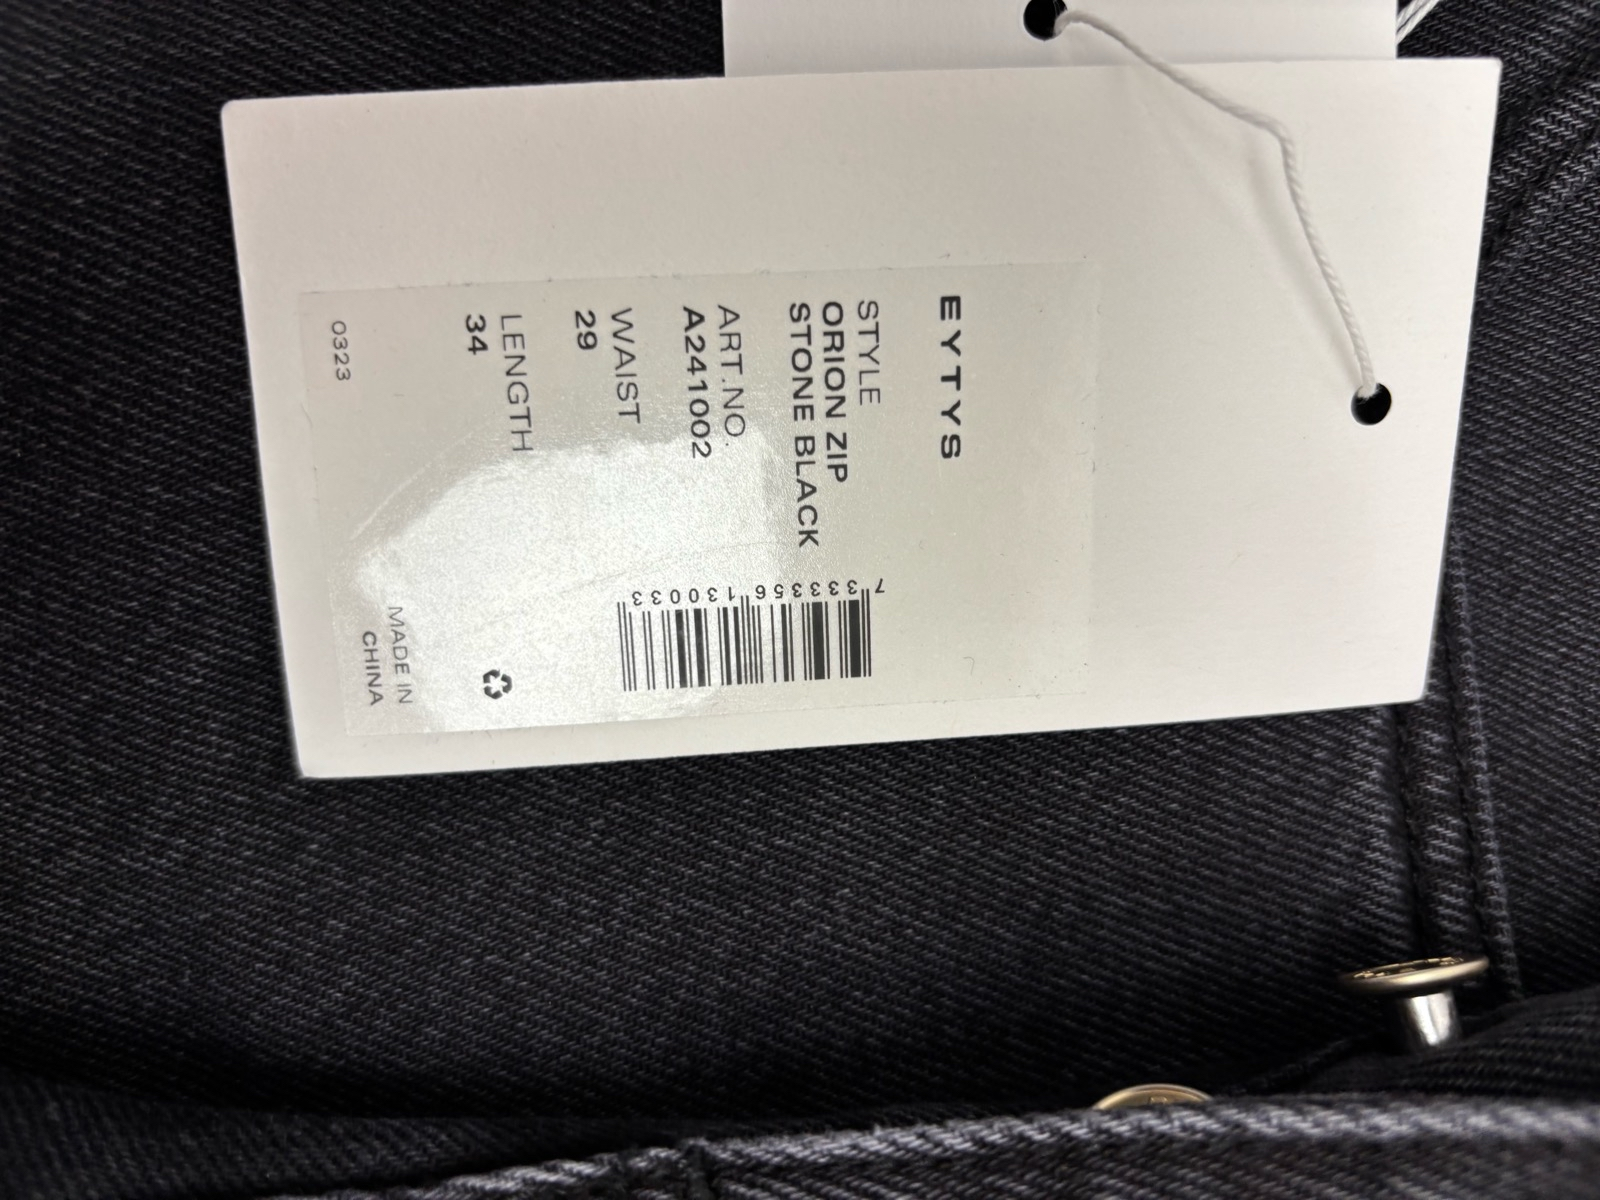 EYTYS
STYLE
ORION ZIP
STONE BLACK
ART.NO.
A241002
WAIST
29
LENGTH
34
0323
7 333356 130033
MADE IN
CHINA